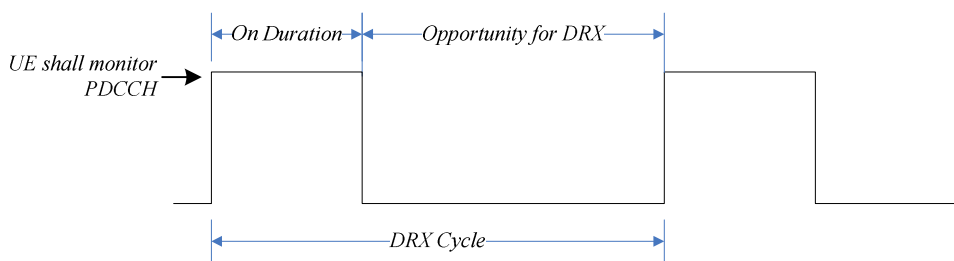 On Duration
Opportunity for DRX
UE shall monitor
PDCCH
DRX Cycle